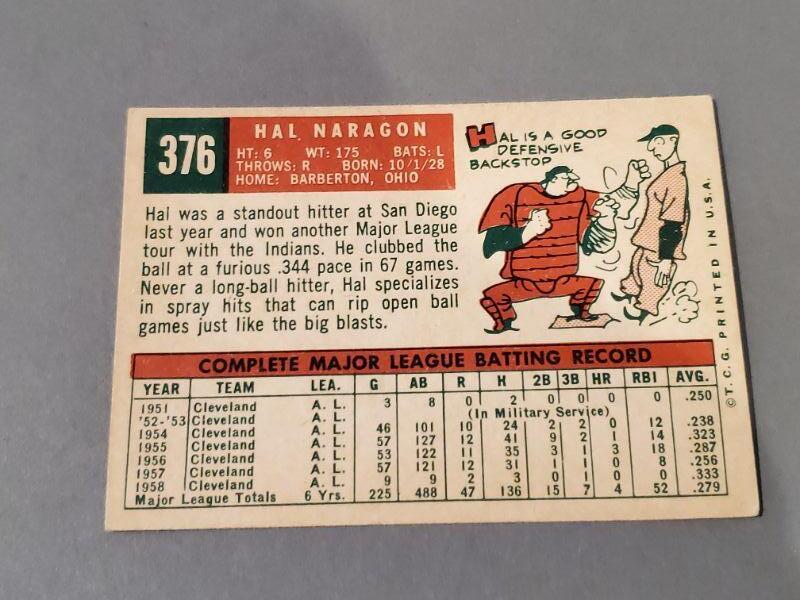 376
HAL NARAGON
HT: 6 WT: 175 BATS: L
THROWS: R BORN: 10/1/28
HOME: BARBERTON, OHIO
HAL IS A GOOD
DEFENSIVE
BACKSTOP
Hal was a standout hitter at San Diego
last year and won another Major League
tour with the Indians. He clubbed the
ball at a furious .344 pace in 67 games.
Never a long-ball hitter, Hal specializes
in spray hits that can rip open ball
games just like the big blasts.
COMPLETE MAJOR LEAGUE BATTING RECORD
YEAR TEAM LEA. G AB R H 2B 3B HR RBI AVG.
1951 Cleveland A. L. 3 8 0 2 0 0 0 0 .250
'52-'53 Cleveland A. L. (In Military Service)
1954 Cleveland A. L. 46 101 10 24 2 2 0 12 .238
1955 Cleveland A. L. 57 127 12 41 9 2 1 14 .323
1956 Cleveland A. L. 53 122 11 35 3 1 3 18 .287
1957 Cleveland A. L. 57 121 12 31 1 1 0 8 .256
1958 Cleveland A. L. 9 9 2 3 0 1 0 0 .333
Major League Totals 6 Yrs. 225 488 47 136 15 7 4 52 .279
©T.C.G. PRINTED IN U.S.A.